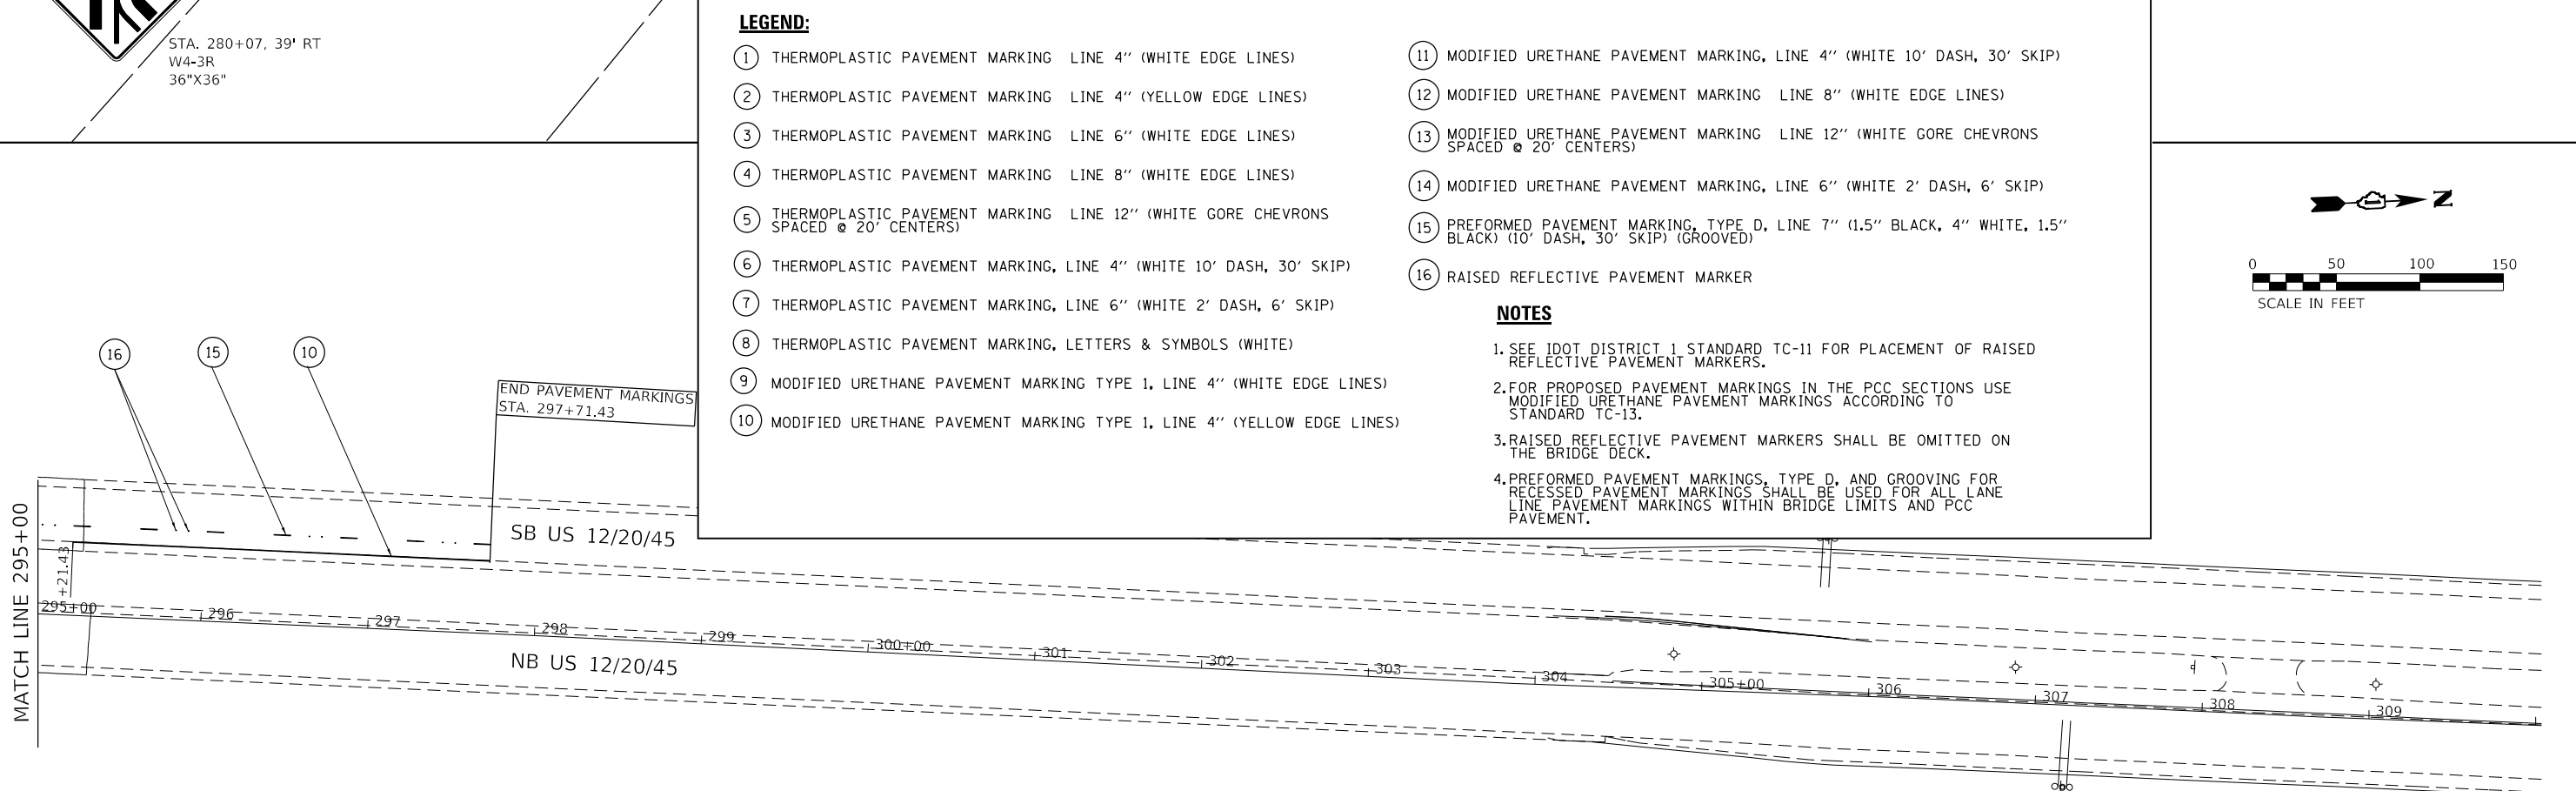 STA. 280+07, 39' RT
W4-3R
36"X36"
LEGEND:
1 THERMOPLASTIC PAVEMENT MARKING LINE 4" (WHITE EDGE LINES)
2 THERMOPLASTIC PAVEMENT MARKING LINE 4" (YELLOW EDGE LINES)
3 THERMOPLASTIC PAVEMENT MARKING LINE 6" (WHITE EDGE LINES)
4 THERMOPLASTIC PAVEMENT MARKING LINE 8" (WHITE EDGE LINES)
5 THERMOPLASTIC PAVEMENT MARKING LINE 12" (WHITE GORE CHEVRONS
SPACED @ 20' CENTERS)
6 THERMOPLASTIC PAVEMENT MARKING, LINE 4" (WHITE 10' DASH, 30' SKIP)
7 THERMOPLASTIC PAVEMENT MARKING, LINE 6" (WHITE 2' DASH, 6' SKIP)
8 THERMOPLASTIC PAVEMENT MARKING, LETTERS & SYMBOLS (WHITE)
9 MODIFIED URETHANE PAVEMENT MARKING TYPE 1, LINE 4" (WHITE EDGE LINES)
10 MODIFIED URETHANE PAVEMENT MARKING TYPE 1, LINE 4" (YELLOW EDGE LINES)
11 MODIFIED URETHANE PAVEMENT MARKING, LINE 4" (WHITE 10' DASH, 30' SKIP)
12 MODIFIED URETHANE PAVEMENT MARKING LINE 8" (WHITE EDGE LINES)
13 MODIFIED URETHANE PAVEMENT MARKING LINE 12" (WHITE GORE CHEVRONS
SPACED @ 20' CENTERS)
14 MODIFIED URETHANE PAVEMENT MARKING, LINE 6" (WHITE 2' DASH, 6' SKIP)
15 PREFORMED PAVEMENT MARKING, TYPE D, LINE 7" (1.5" BLACK, 4" WHITE, 1.5"
BLACK) (10' DASH, 30' SKIP) (GROOVED)
16 RAISED REFLECTIVE PAVEMENT MARKER
NOTES
1. SEE IDOT DISTRICT 1 STANDARD TC-11 FOR PLACEMENT OF RAISED
REFLECTIVE PAVEMENT MARKERS.
2. FOR PROPOSED PAVEMENT MARKINGS IN THE PCC SECTIONS USE
MODIFIED URETHANE PAVEMENT MARKINGS ACCORDING TO
STANDARD TC-13.
3. RAISED REFLECTIVE PAVEMENT MARKERS SHALL BE OMITTED ON
THE BRIDGE DECK.
4. PREFORMED PAVEMENT MARKINGS, TYPE D, AND GROOVING FOR
RECESSED PAVEMENT MARKINGS SHALL BE USED FOR ALL LANE
LINE PAVEMENT MARKINGS WITHIN BRIDGE LIMITS AND PCC
PAVEMENT.
N
0 50 100 150
SCALE IN FEET
16 15 10
END PAVEMENT MARKINGS
STA. 297+71.43
SB US 12/20/45
MATCH LINE 295+00
+21.43
295+00 296 297 298 299 300+00 301 302 303 304 305+00 306 307 308 309
NB US 12/20/45